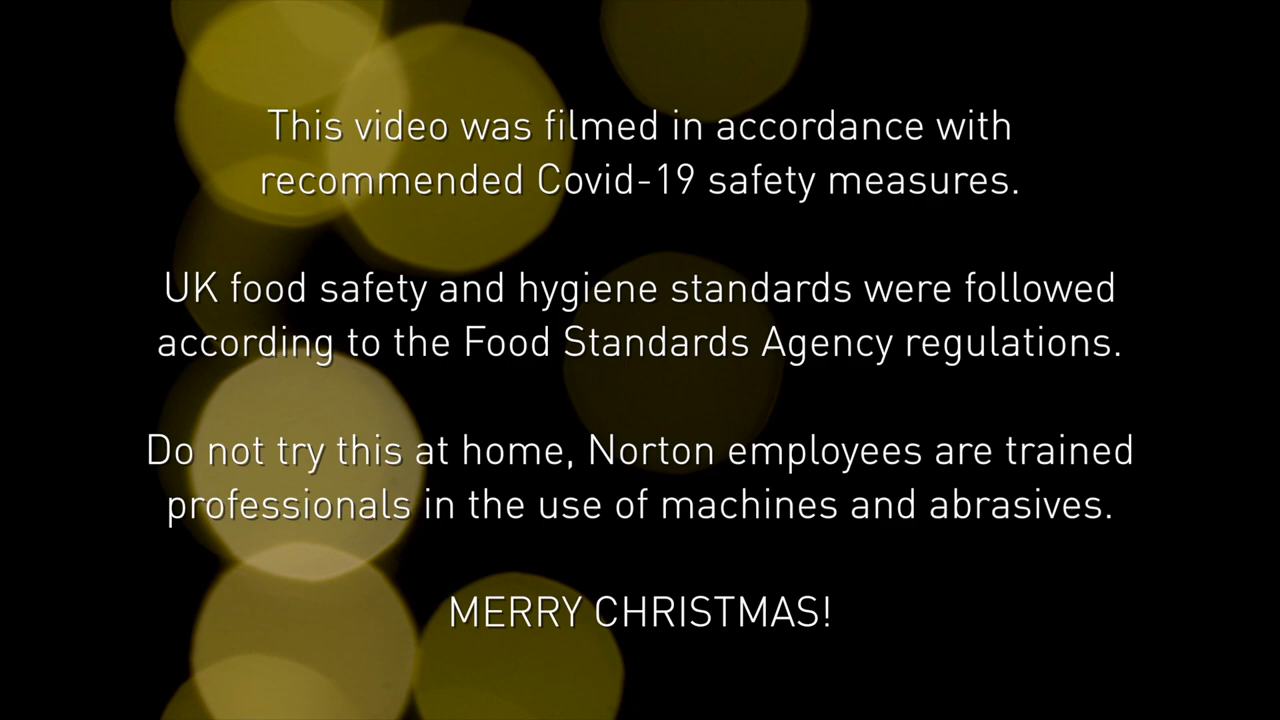 This video was filmed in accordance with
recommended Covid-19 safety measures.
UK food safety and hygiene standards were followed
according to the Food Standards Agency regulations.
Do not try this at home, Norton employees are trained
professionals in the use of machines and abrasives.
MERRY CHRISTMAS!